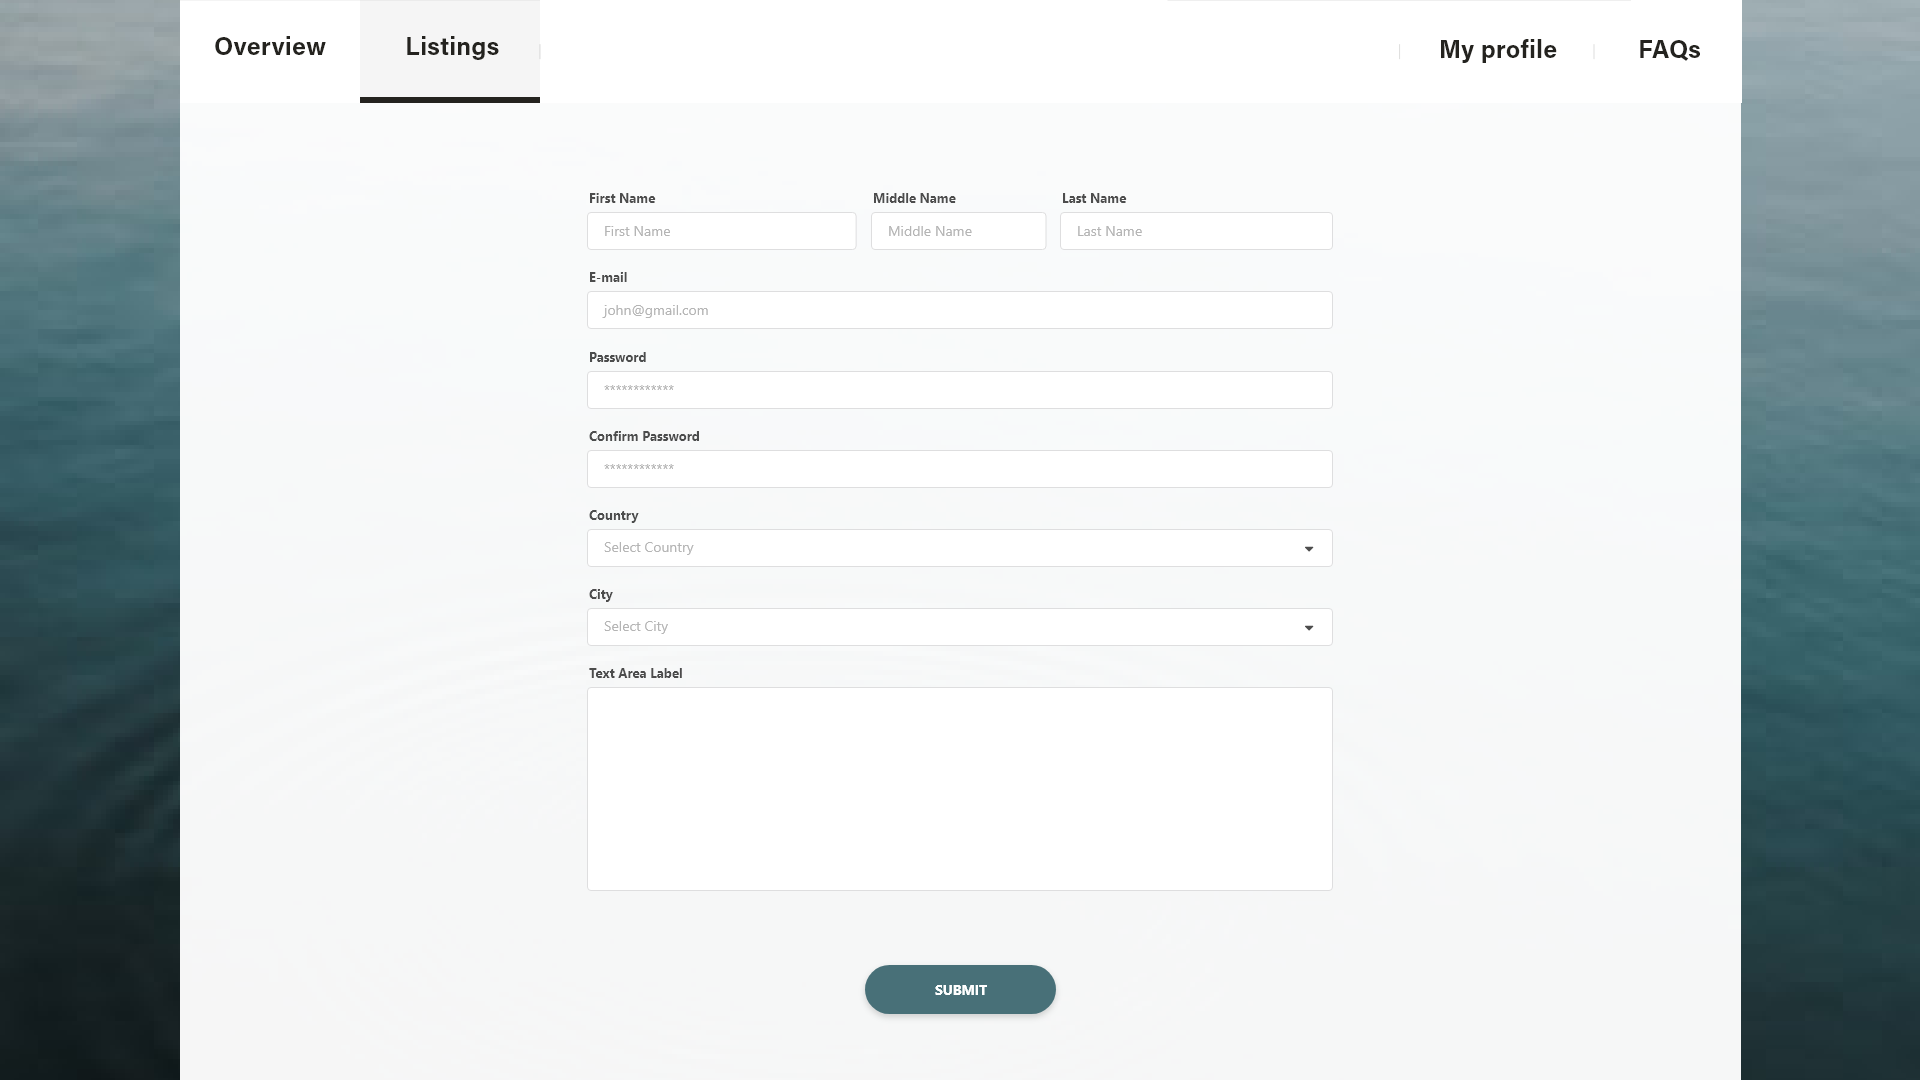 Overview Listings My profile FAQs
First Name Middle Name Last Name
First Name Middle Name Last Name
E-mail
john@gmail.com
Password
************
Confirm Password
************
Country
Select Country
City
Select City
Text Area Label
SUBMIT